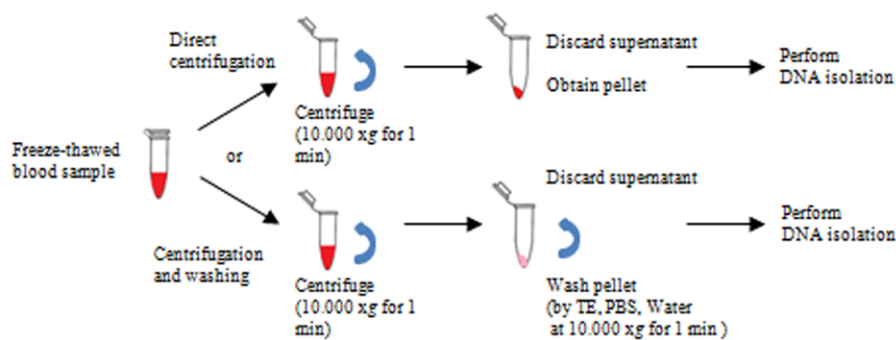 Direct
centrifugation
Centrifuge
(10.000 xg for 1
min)
Discard supernatant
Obtain pellet
Perform
DNA isolation
Freeze-thawed
blood sample
or
Centrifugation
and washing
Centrifuge
(10.000 xg for 1
min)
Discard supernatant
Wash pellet
(by TE, PBS, Water
at 10.000 xg for 1 min )
Perform
DNA isolation